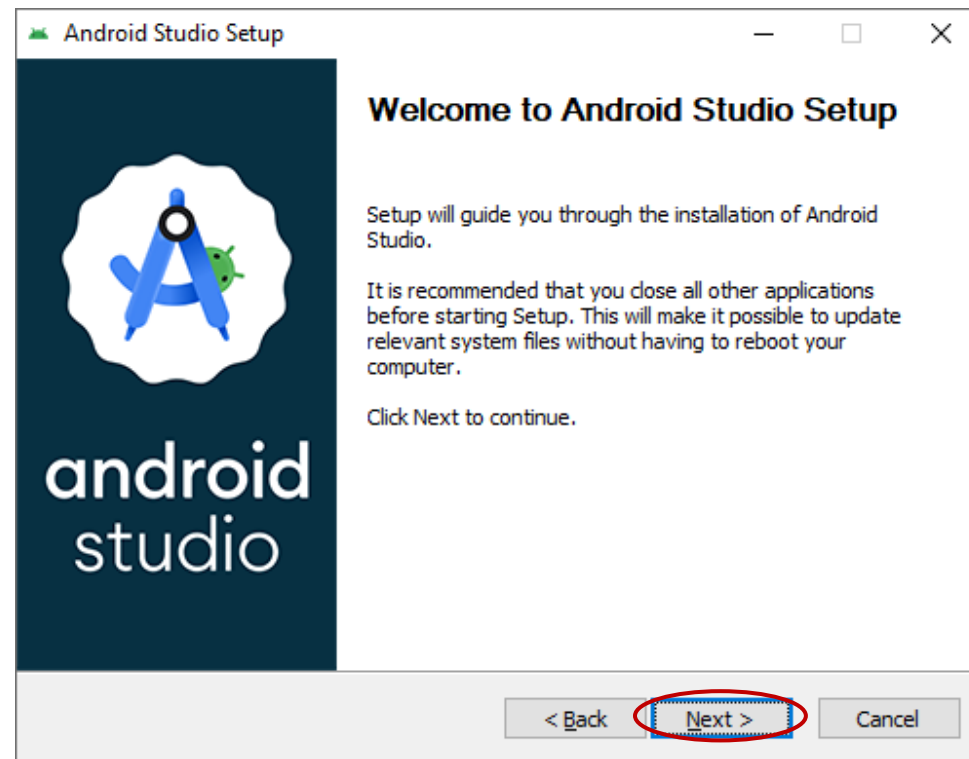 Android Studio Setup
Welcome to Android Studio Setup
Setup will guide you through the installation of Android
Studio.
It is recommended that you close all other applications
before starting Setup. This will make it possible to update
relevant system files without having to reboot your
computer.
Click Next to continue.
android
studio
< Back Next > Cancel